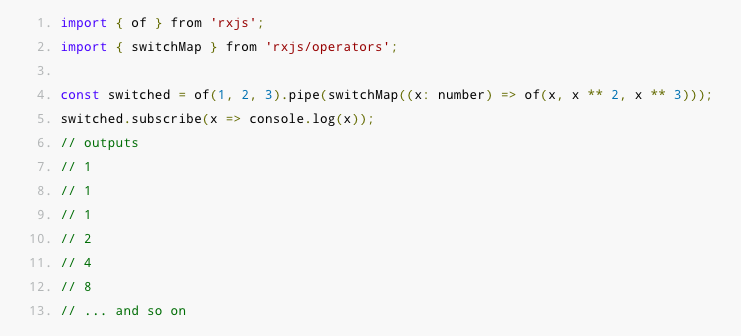 1. import { of } from 'rxjs';
2. import { switchMap } from 'rxjs/operators';
3.
4. const switched = of(1, 2, 3).pipe(switchMap((x: number) => of(x, x ** 2, x ** 3)));
5. switched.subscribe(x => console.log(x));
6. // outputs
7. // 1
8. // 1
9. // 1
10. // 2
11. // 4
12. // 8
13. // ... and so on